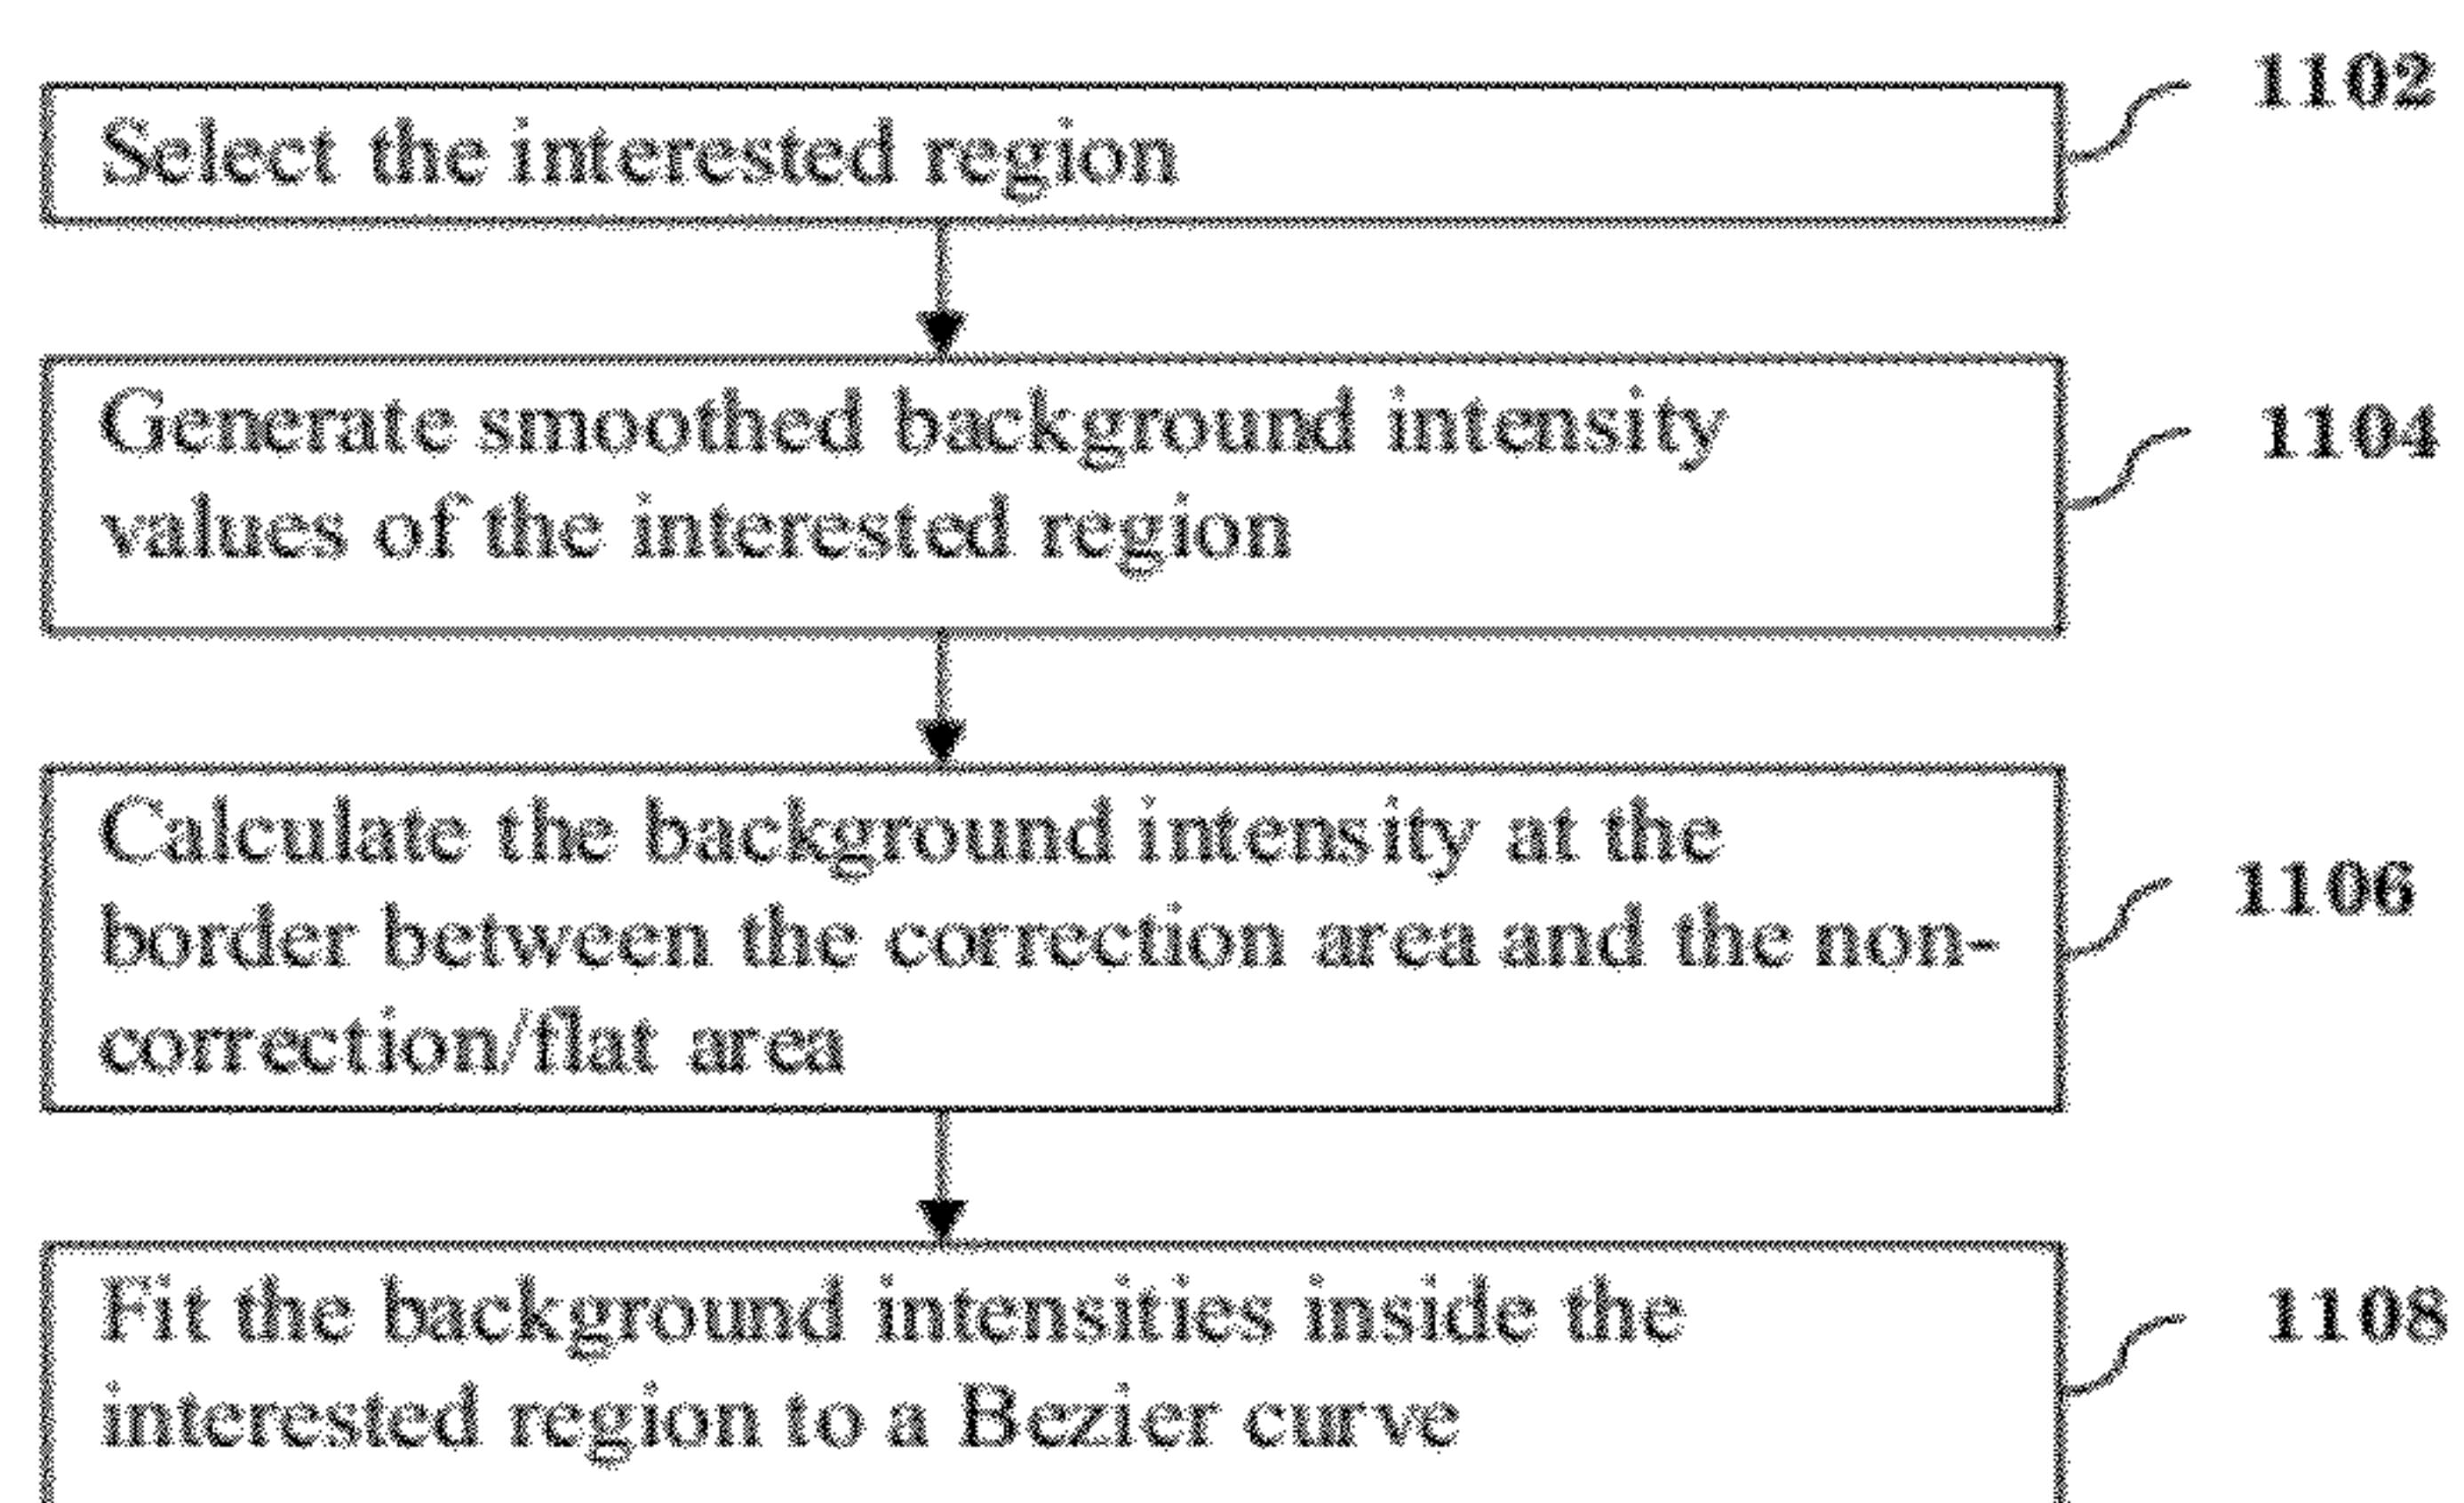 1102
Select the interested region
Generate smoothed background intensity
1104
values of the interested region
Calculate the background intensity at the
1106
border between the correction area and the non-
correction/flat area
Fit the background intensities inside the
1108
interested region to a Bezier curve